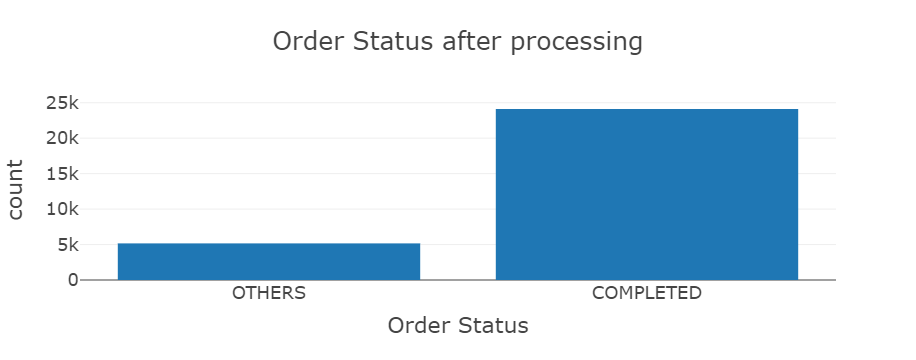 Order Status after processing
25k
20k
15k
10k
5k
0
count
OTHERS COMPLETED
Order Status